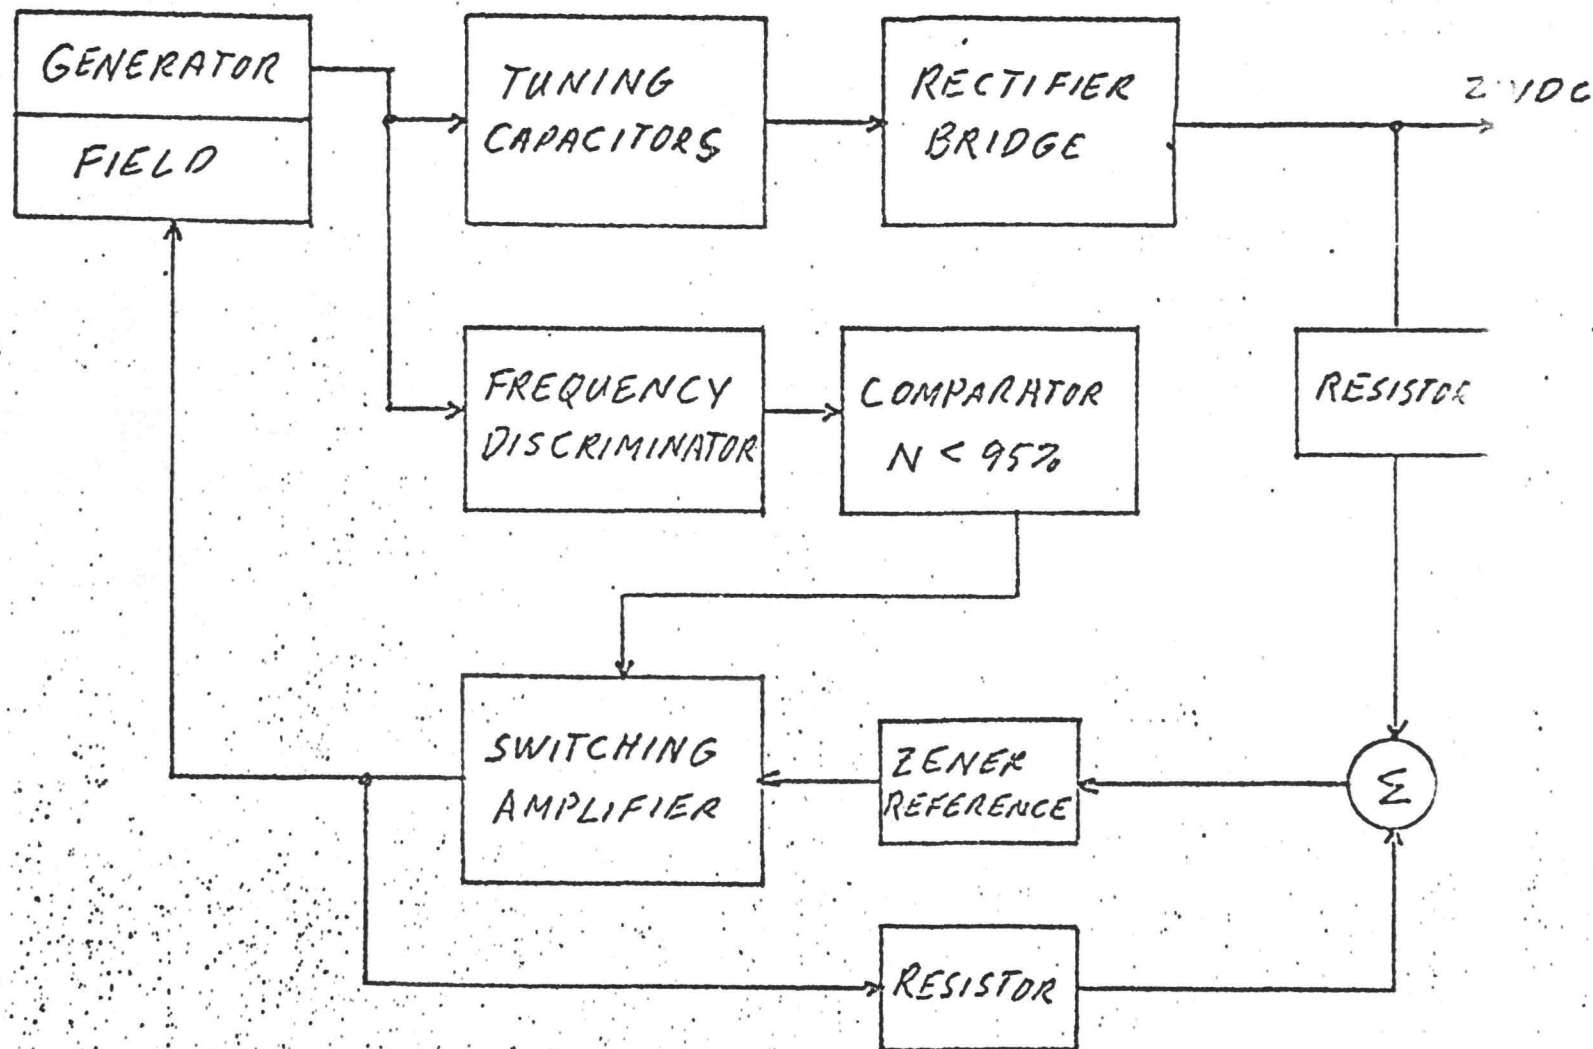 GENERATOR
FIELD
TUNING
CAPACITORS
RECTIFIER
BRIDGE
FREQUENCY
DISCRIMINATOR
COMPARATOR
N < 95%
RESISTOR
SWITCHING
AMPLIFIER
ZENER
REFERENCE
Σ
RESISTOR